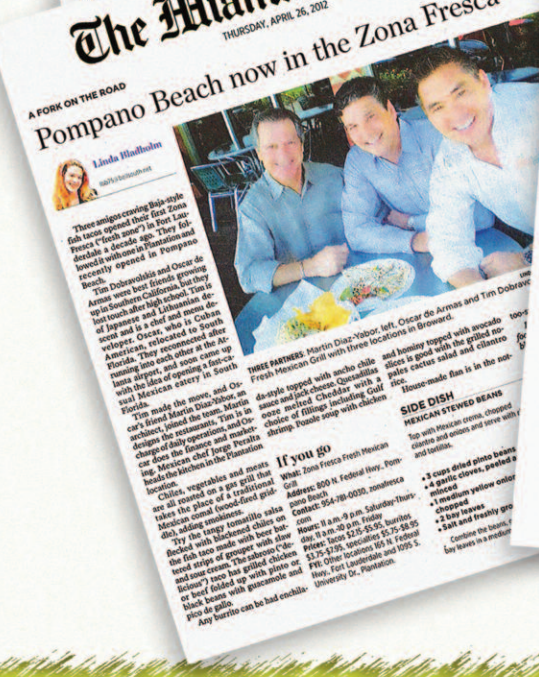 The Miam
THURSDAY, APRIL 26, 2012
A FORK ON THE ROAD
Pompano Beach now in the Zona Fresca
Linda Bladholm
Three amigos craving Baja-style
fish tacos opened their first Zona
Fresca ("fresh zone") in Fort Lau-
derdale a decade ago. They fol-
lowed it with one in Plantation and
recently opened in Pompano
Beach.
Tim Dobravolskis and Oscar de
Armas were best friends growing
up in Southern California, but they
lost touch after high school. Tim is
of Japanese and Lithuanian de-
scent and is a chef and menu de-
veloper. Oscar, who is Cuban
American, relocated to South
Florida. They reconnected after
running into each other at the At-
lanta airport, and soon came up
with the idea of opening a fast-ca-
sual Mexican eatery in South
Florida.
Tim made the move, and Os-
car's friend Martin Diaz-Yabor, an
architect, joined the team. Martin
designs the restaurants, Tim is in
charge of daily operations, and Os-
car does the finance and market-
ing. Mexican chef Jorge Peralta
heads the kitchen in the Plantation
location.
Chiles, vegetables and meats
are all roasted on a gas grill that
takes the place of a traditional
Mexican comal (wood-fired grid-
dle), adding smokiness.
Try the tangy tomatillo salsa
flecked with blackened chiles on
the fish taco made with beer bat-
tered strips of grouper with slaw
and sour cream. The sabroso ("de-
licious") taco has grilled chicken
or beef folded up with pinto or
black beans with guacamole and
pico de gallo.
Any burrito can be had enchila-
THREE PARTNERS: Martin Diaz-Yabor, left, Oscar de Armas and Tim Dobravo
Fresh Mexican Grill with three locations in Broward.
da-style topped with ancho chile
sauce and jack cheese. Quesadillas
ooze melted Cheddar with a
choice of fillings including Gulf
shrimp. Pozole soup with chicken
If you go
What: Zona Fresca Fresh Mexican
Grill
Address: 800 N. Federal Hwy., Pom-
pano Beach
Contact: 954-781-0030, zonafresca
.com
Hours: 11 a.m.-9 p.m. Saturday-Thurs-
day, 11 a.m.-10 p.m. Friday
Prices: tacos $2.75-$5.95, burritos
$3.75-$7.95, specialties $5.75-$8.95
FYI: Other locations 1615 N. Federal
Hwy., Fort Lauderdale and 1095 S.
University Dr., Plantation.
and hominy topped with avocado
slices is good with the grilled no-
pales cactus salad and cilantro
rice.
House-made flan is in the not-
too-s
SIDE DISH
MEXICAN STEWED BEANS
Top with Mexican crema, chopped
cilantro and onions and serve with r
and tortillas.
• 3 cups dried pinto beans,
• 4 garlic cloves, peeled
minced
• 1 medium yellow onio
chopped
• 2 bay leaves
• Salt and freshly gro
Combine the beans,
bay leaves in a medium